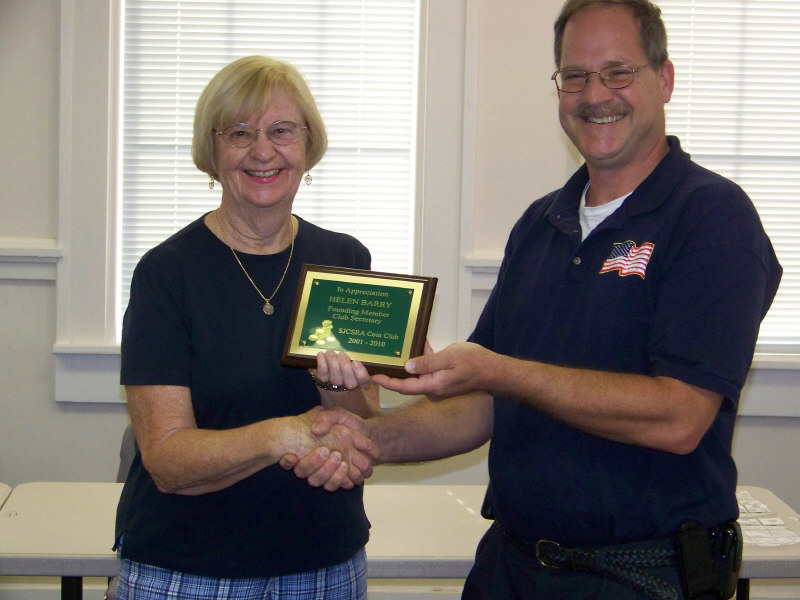 In Appreciation
HELEN BARRY
Founding Member
Club Secretary
SJCSRA Coin Club
2001 - 2010